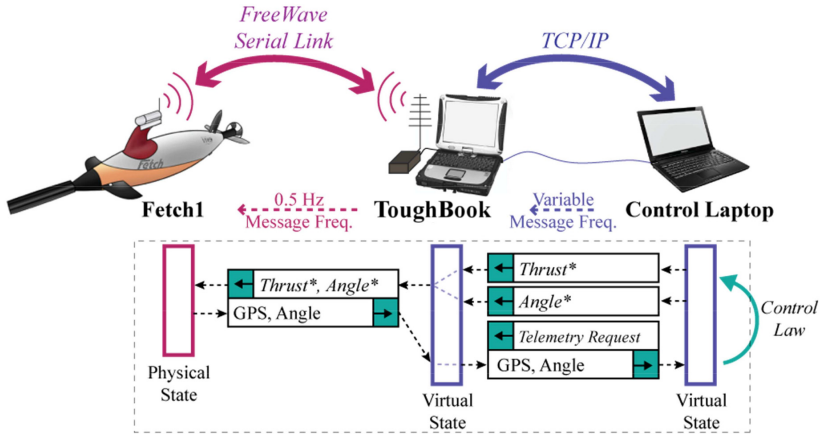 FreeWave
Serial Link
TCP/IP
Fetch
Fetch1
ToughBook
Control Laptop
0.5 Hz
Message Freq.
Variable
Message Freq.
Thrust*, Angle*
GPS, Angle
Thrust*
Angle*
Telemetry Request
GPS, Angle
Control
Law
Physical
State
Virtual
State
Virtual
State